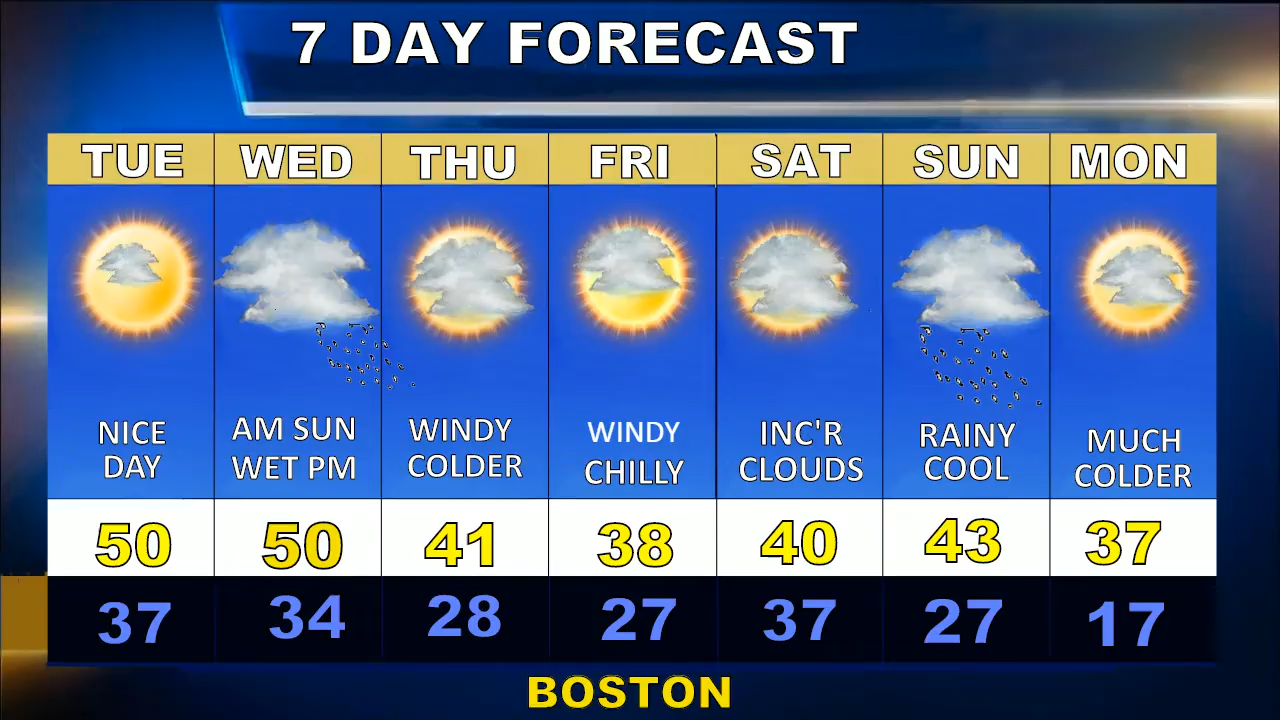 7 DAY FORECAST
TUE WED THU FRI SAT SUN MON
NICE DAY
AM SUN WET PM
WINDY COLDER
WINDY CHILLY
INC'R CLOUDS
RAINY COOL
MUCH COLDER
50 50 41 38 40 43 37
37 34 28 27 37 27 17
BOSTON